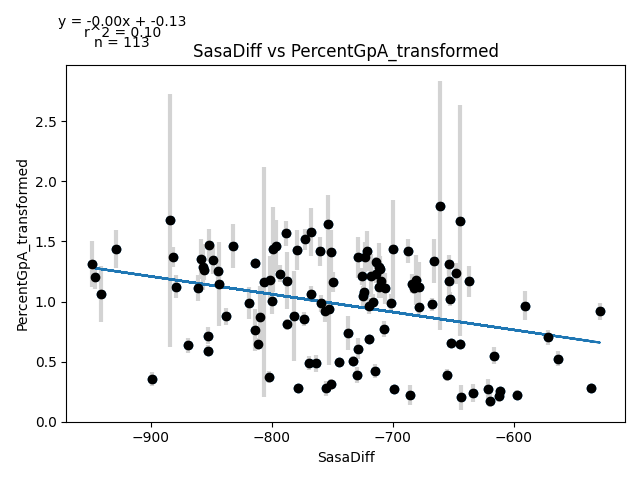 y = -0.00x + -0.13
r^2 = 0.10
n = 113
SasaDiff vs PercentGpA_transformed
PercentGpA_transformed
2.5
2.0
1.5
1.0
0.5
0.0
−900
−800
−700
−600
SasaDiff